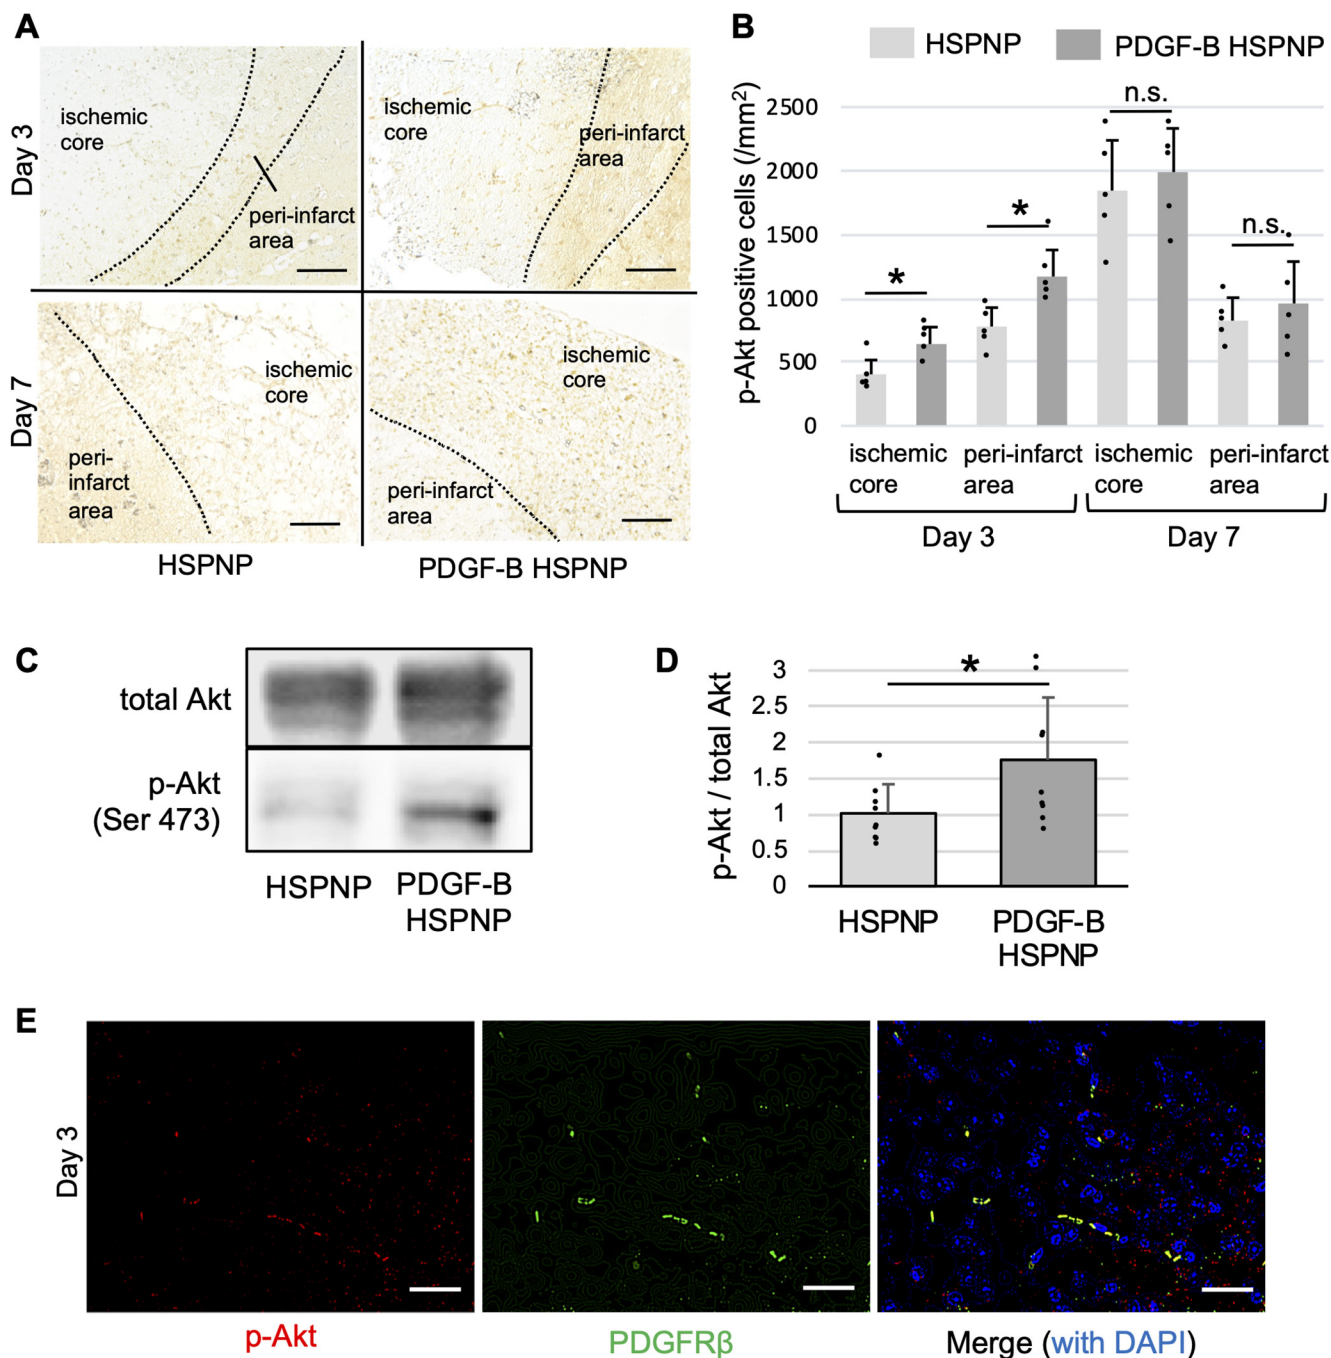 A
Day 3
ischemic
core
peri-infarct
area
ischemic
core
peri-infarct
area
Day 7
ischemic
core
peri-
infarct
area
ischemic
core
peri-infarct
area
HSPNP
PDGF-B HSPNP
B
HSPNP
PDGF-B HSPNP
p-Akt positive cells (/mm²)
2500
2000
1500
1000
500
0
*
*
n.s.
n.s.
ischemic
core
peri-infarct
area
ischemic
core
peri-infarct
area
Day 3
Day 7
C
total Akt
p-Akt
(Ser 473)
HSPNP
PDGF-B
HSPNP
D
p-Akt / total Akt
3
2.5
2
1.5
1
0.5
0
*
HSPNP
PDGF-B
HSPNP
E
Day 3
p-Akt
PDGFRβ
Merge (with DAPI)